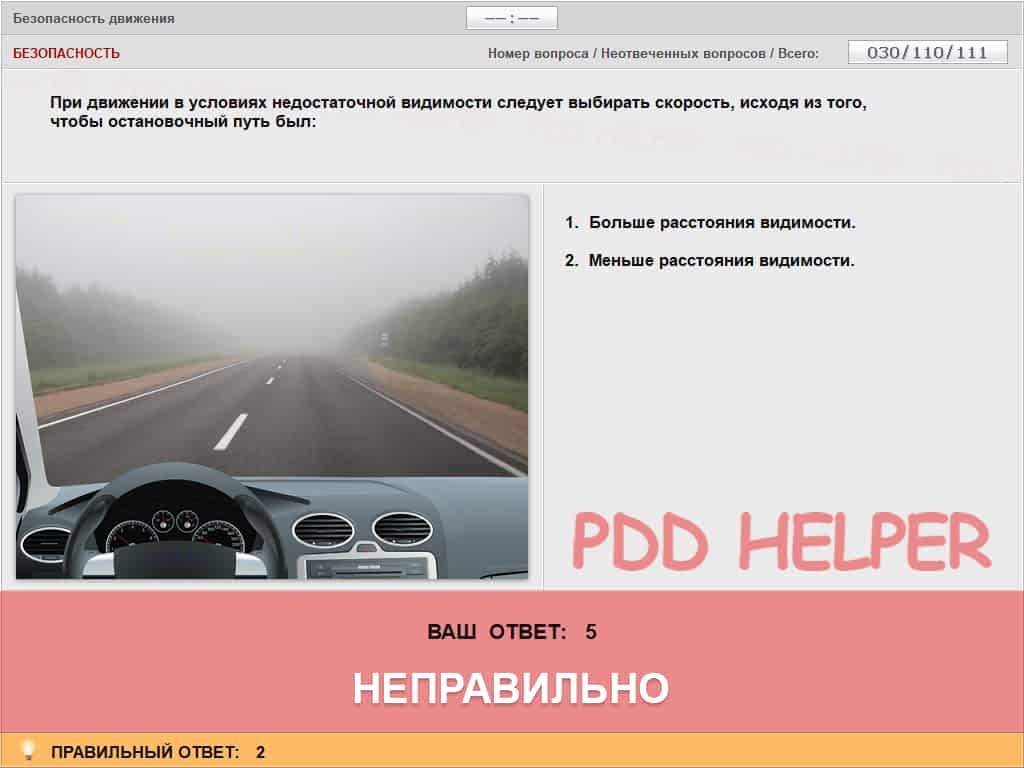 Безопасность движения
—— : ——
БЕЗОПАСНОСТЬ
Номер вопроса / Неотвеченных вопросов / Всего:
030/110/111
При движении в условиях недостаточной видимости следует выбирать скорость, исходя из того,
чтобы остановочный путь был:
1. Больше расстояния видимости.
2. Меньше расстояния видимости.
PDD HELPER
ВАШ ОТВЕТ: 5
НЕПРАВИЛЬНО
ПРАВИЛЬНЫЙ ОТВЕТ: 2